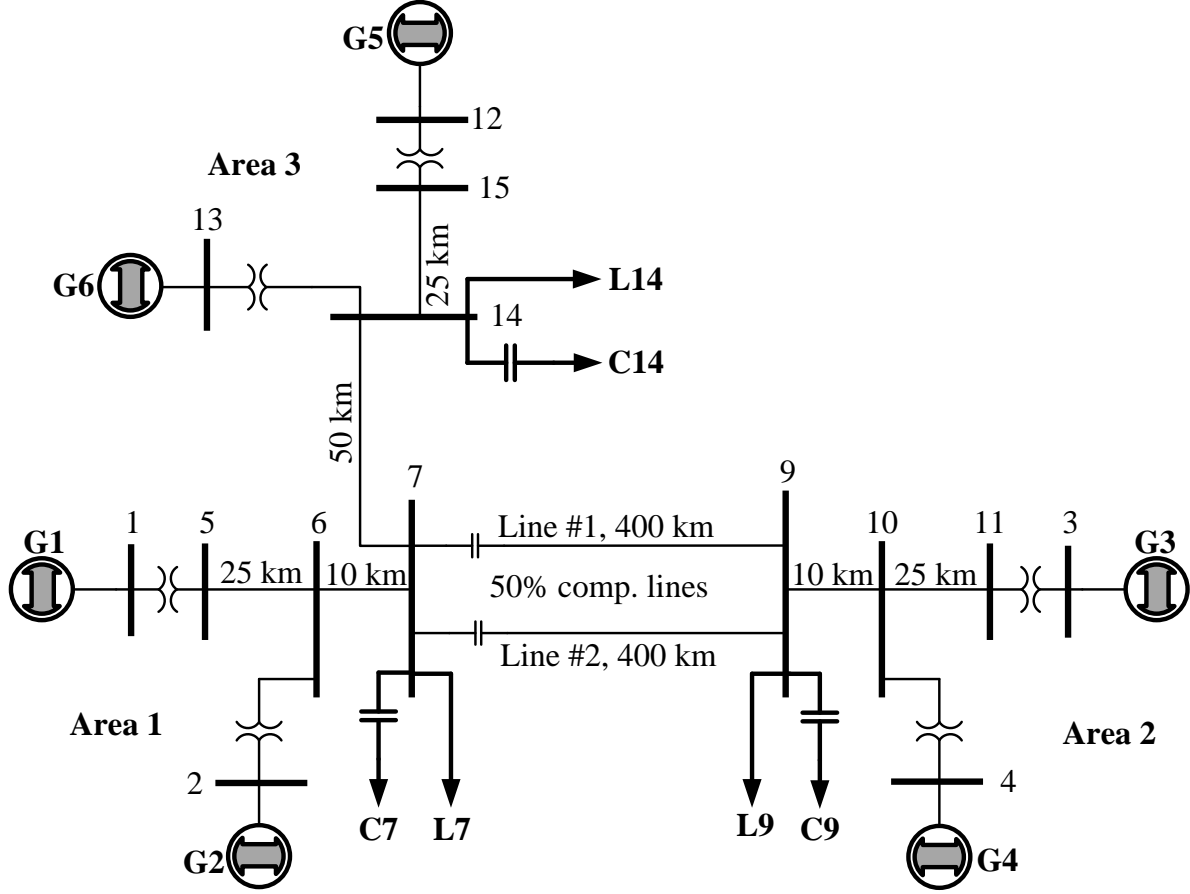 G5
12
Area 3
15
13
25 km
G6
L14
14
C14
50 km
7
9
Line #1, 400 km
G1
1
5
6
10
11
3
G3
25 km
10 km
50% comp. lines
10 km
25 km
Line #2, 400 km
Area 1
Area 2
2
4
C7
L7
L9
C9
G2
G4